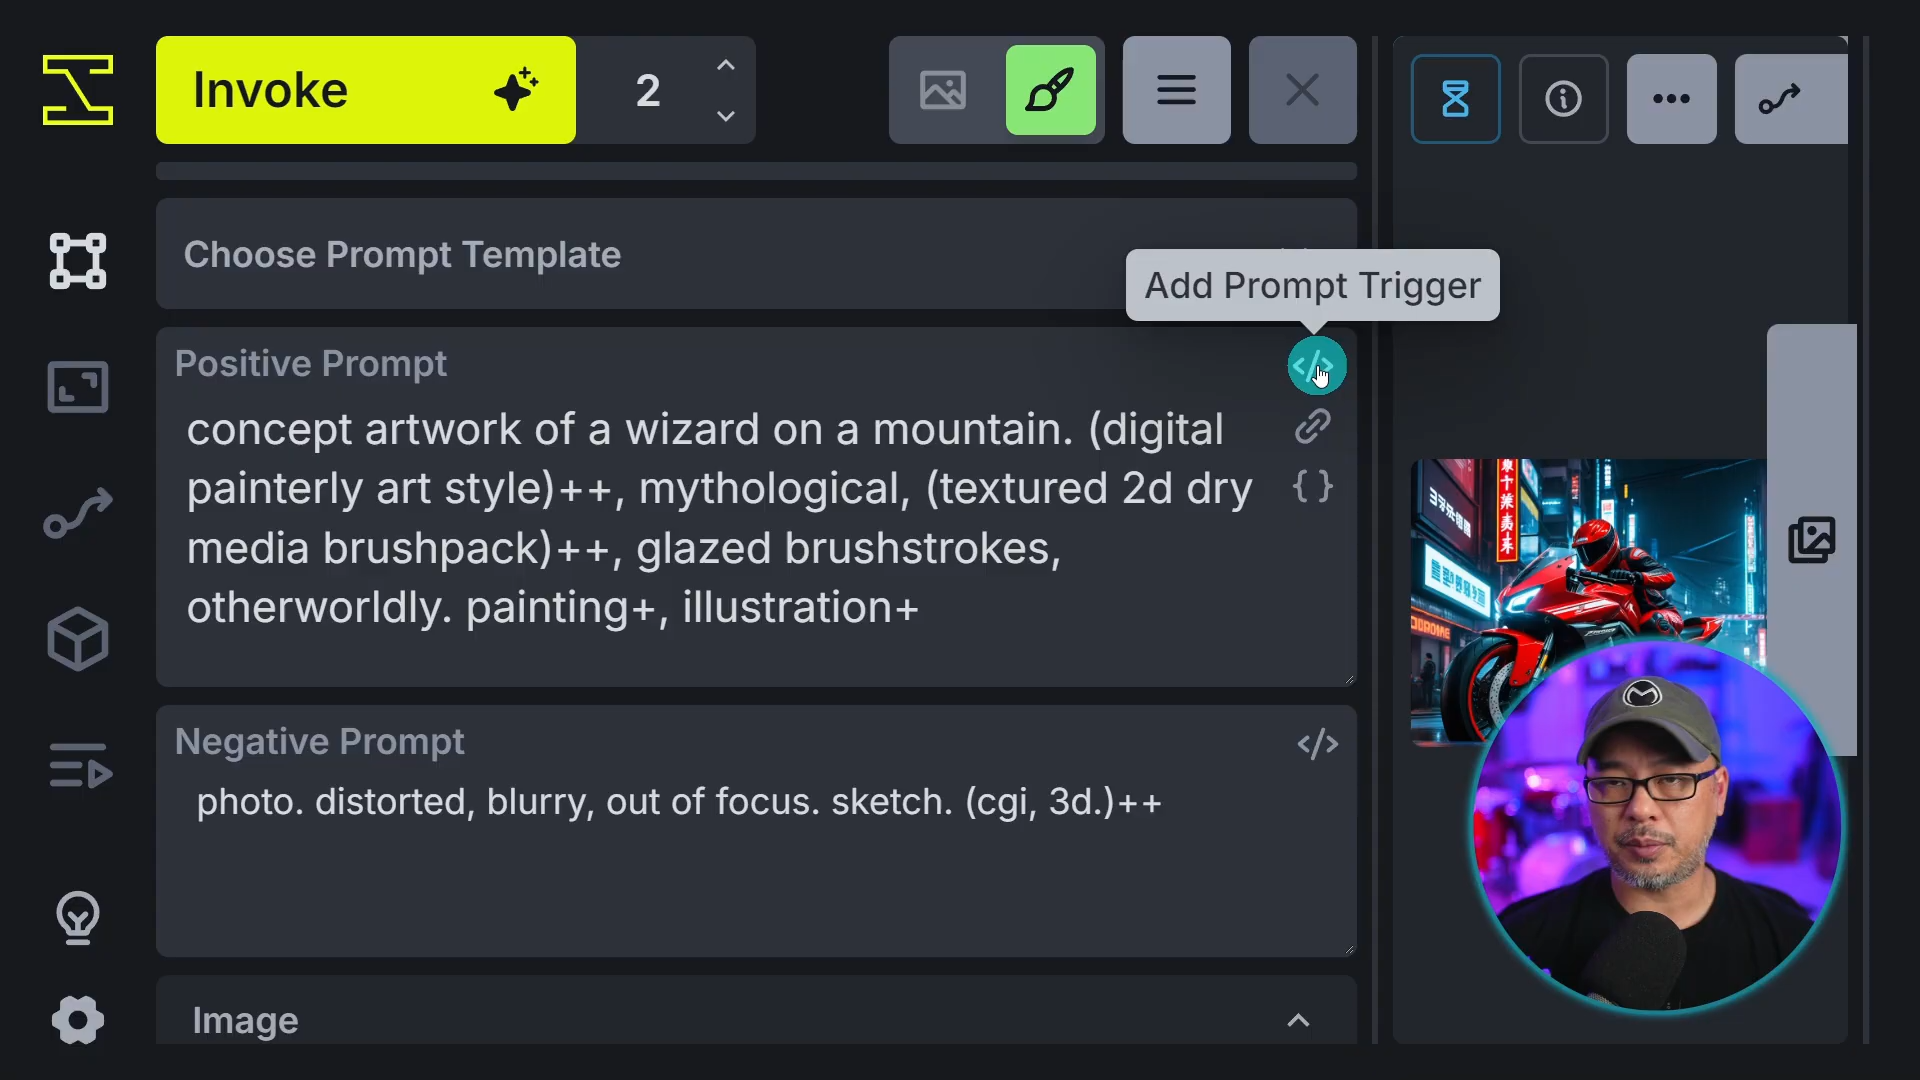 Invoke
2
Choose Prompt Template
Add Prompt Trigger
Positive Prompt
concept artwork of a wizard on a mountain. (digital
painterly art style)++, mythological, (textured 2d dry
media brushpack)++, glazed brushstrokes,
otherworldly. painting+, illustration+
Negative Prompt
photo. distorted, blurry, out of focus. sketch. (cgi, 3d.)++
Image